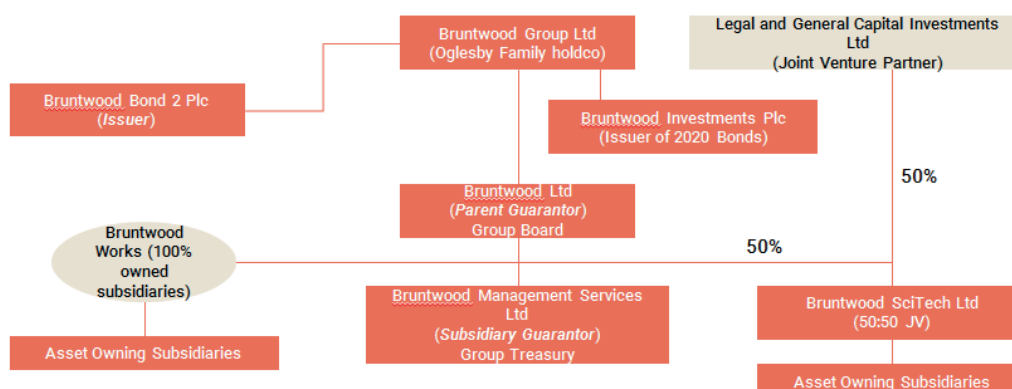 Bruntwood Group Ltd
(Oglesby Family holdco)
Legal and General Capital Investments
Ltd
(Joint Venture Partner)
Bruntwood Bond 2 Plc
(Issuer)
Bruntwood Investments Plc
(Issuer of 2020 Bonds)
50%
Bruntwood Ltd
(Parent Guarantor)
Group Board
Bruntwood
Works (100%
owned
subsidiaries)
50%
Bruntwood Management Services
Ltd
(Subsidiary Guarantor)
Group Treasury
Bruntwood SciTech Ltd
(50:50 JV)
Asset Owning Subsidiaries
Asset Owning Subsidiaries